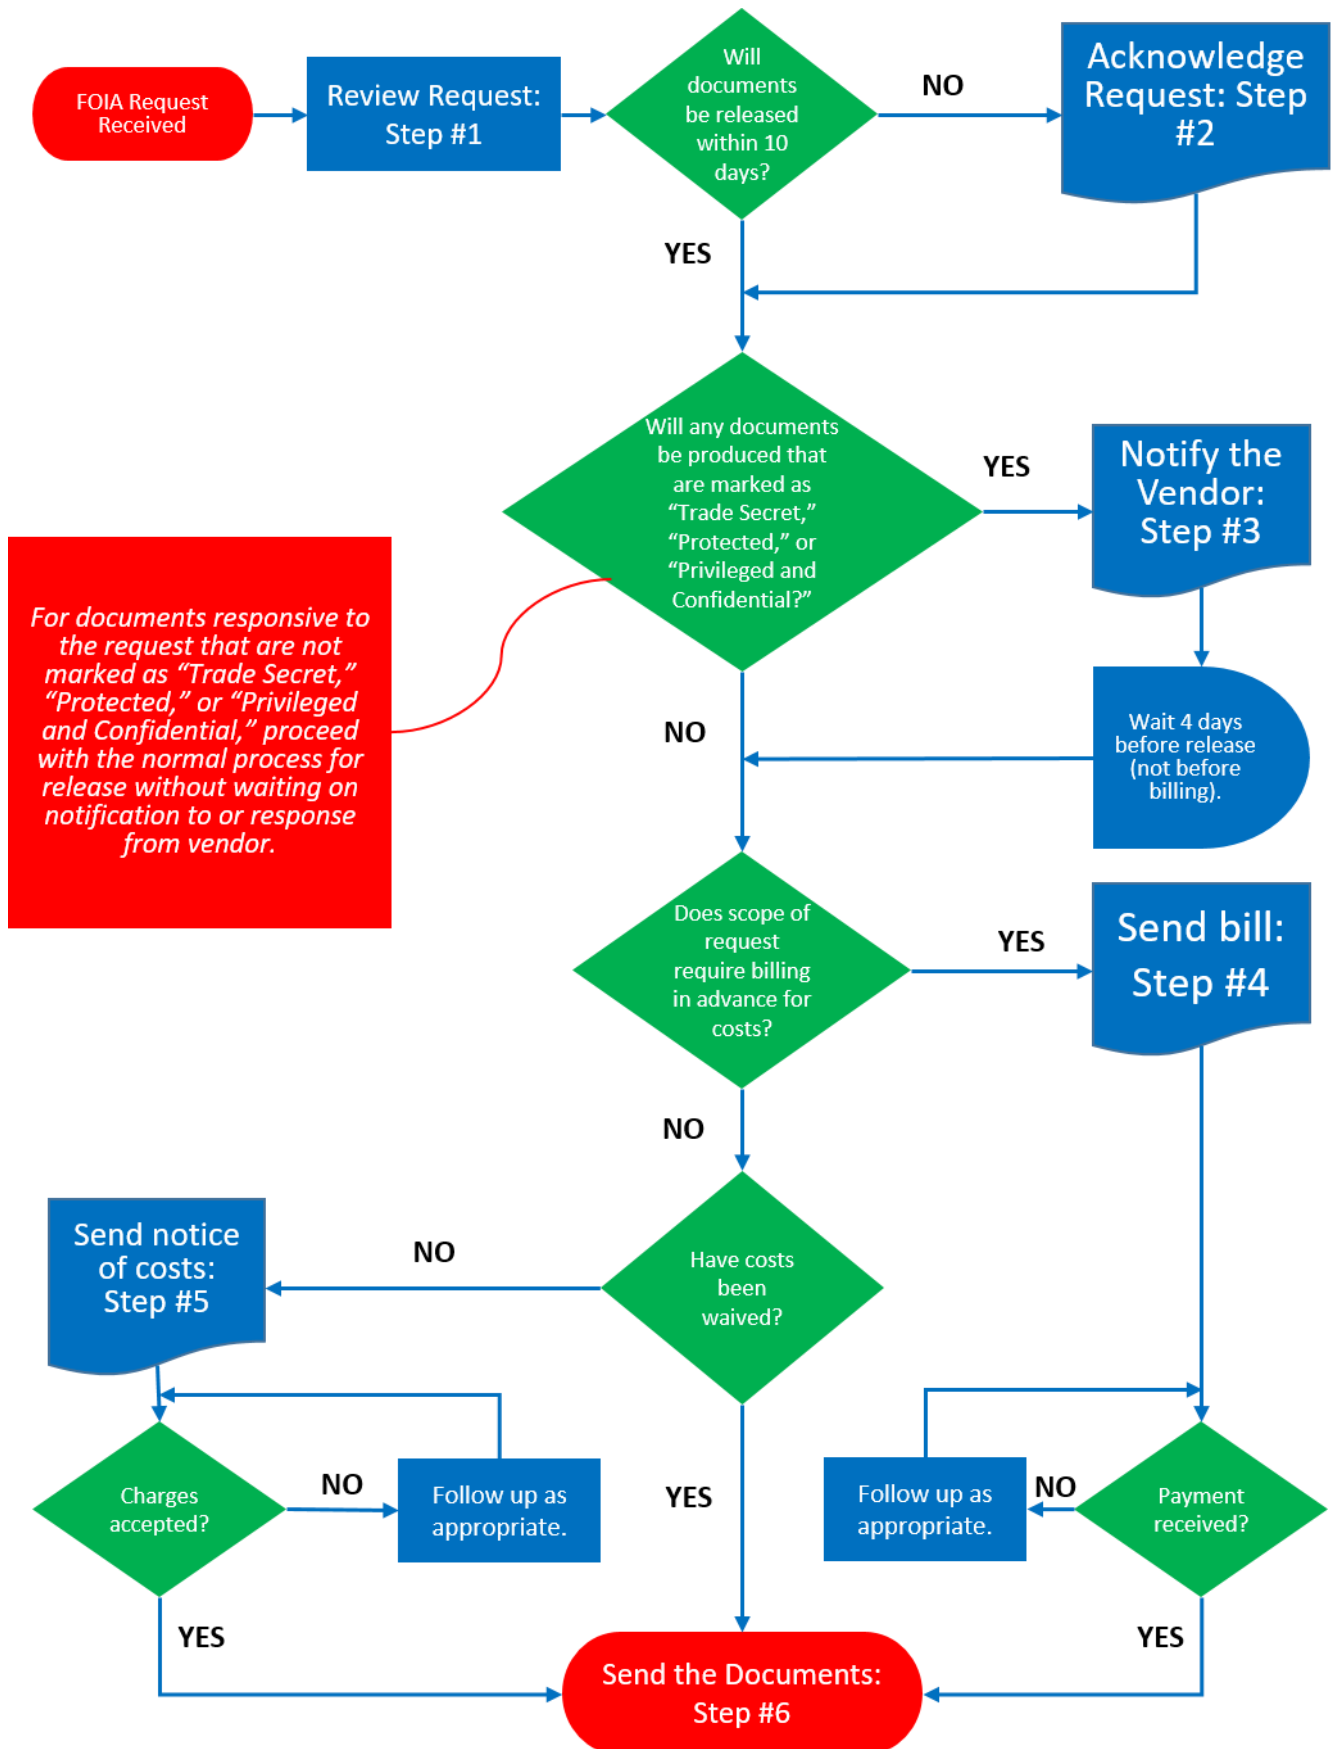 FOIA Request
Received
Review Request:
Step #1
Will
documents
be released
within 10
days?
NO
Acknowledge
Request: Step
#2
YES
Will any documents
be produced that
are marked as
“Trade Secret,”
“Protected,” or
“Privileged and
Confidential?”
YES
Notify the
Vendor:
Step #3
For documents responsive to
the request that are not
marked as “Trade Secret,”
“Protected,” or “Privileged
and Confidential,” proceed
with the normal process for
release without waiting on
notification to or response
from vendor.
NO
Wait 4 days
before release
(not before
billing).
Does scope of
request
require billing
in advance for
costs?
YES
Send bill:
Step #4
NO
Have costs
been
waived?
NO
Send notice
of costs:
Step #5
Charges
accepted?
NO
Follow up as
appropriate.
YES
Follow up as
appropriate.
NO
Payment
received?
YES
YES
Send the Documents:
Step #6